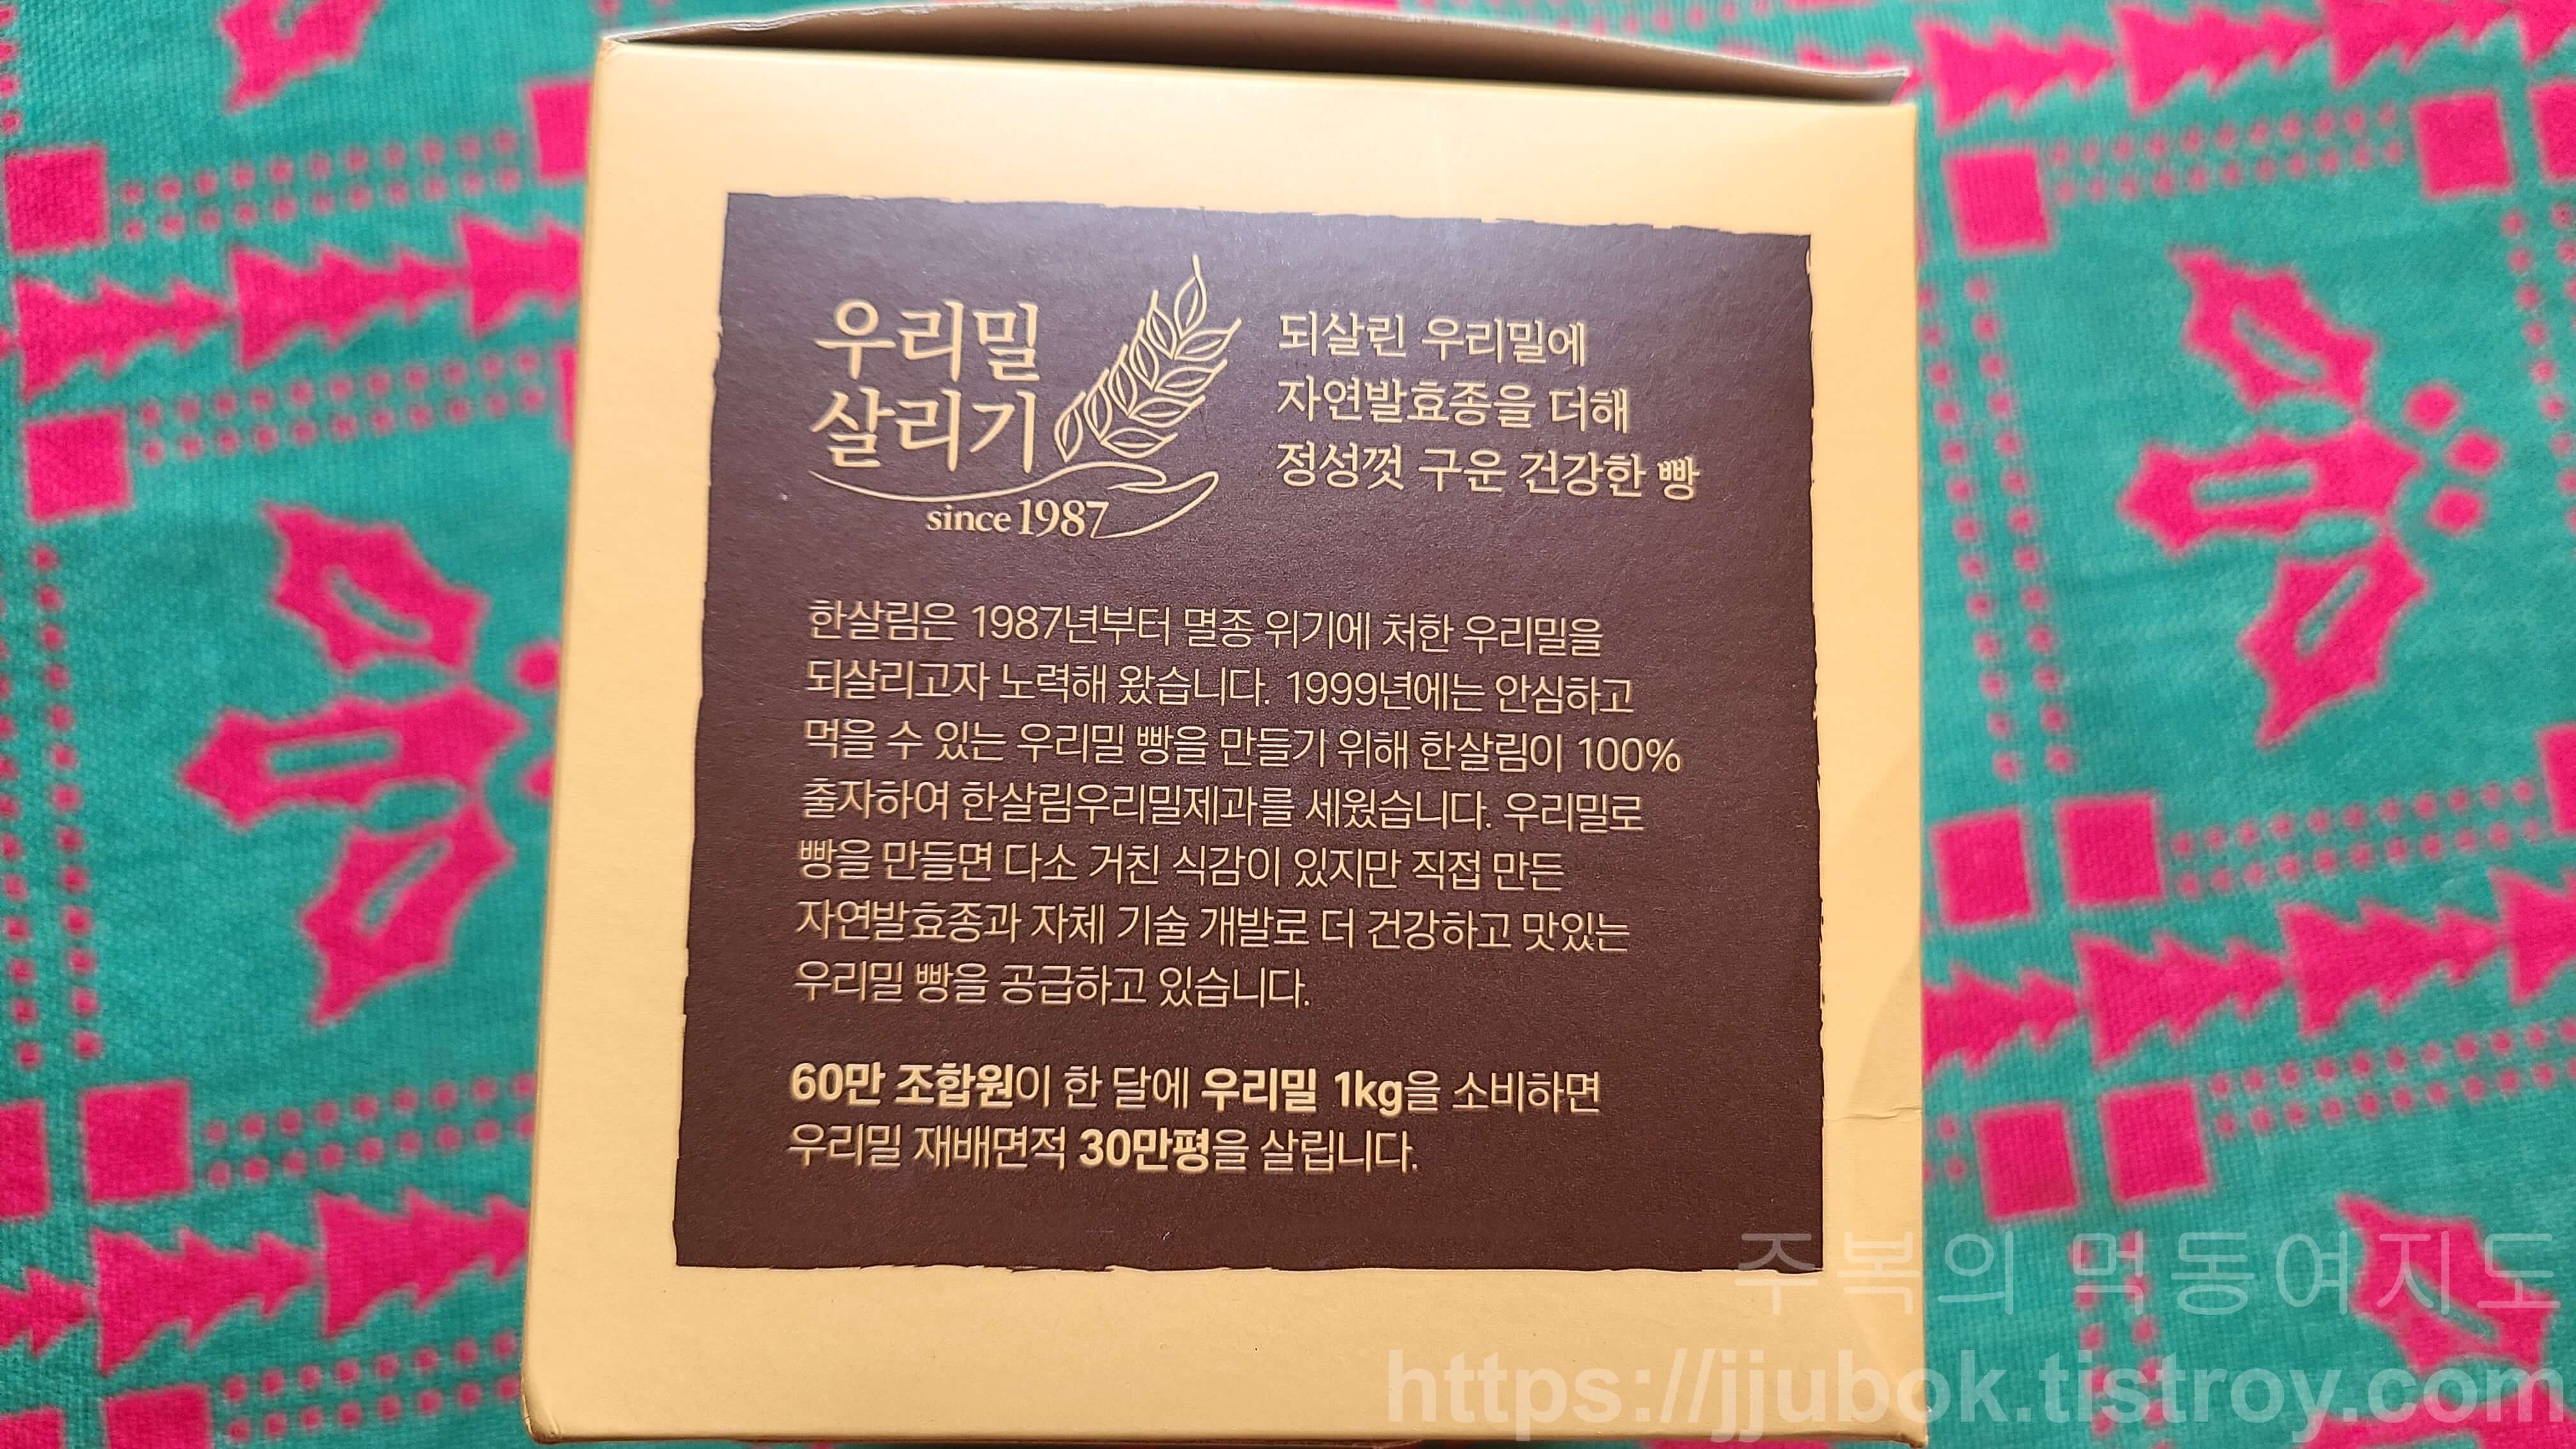 우리밀
살리기
since 1987
되살린 우리밀에
자연발효종을 더해
정성껏 구운 건강한 빵
한살림은 1987년부터 멸종 위기에 처한 우리밀을
되살리고자 노력해 왔습니다. 1999년에는 안심하고
먹을 수 있는 우리밀 빵을 만들기 위해 한살림이 100%
출자하여 한살림우리밀제과를 세웠습니다. 우리밀로
빵을 만들면 다소 거친 식감이 있지만 직접 만든
자연발효종과 자체 기술 개발로 더 건강하고 맛있는
우리밀 빵을 공급하고 있습니다.
60만 조합원이 한 달에 우리밀 1kg을 소비하면
우리밀 재배면적 30만평을 살립니다.
주복의 먹동여지도
https://jjubok.tistroy.com